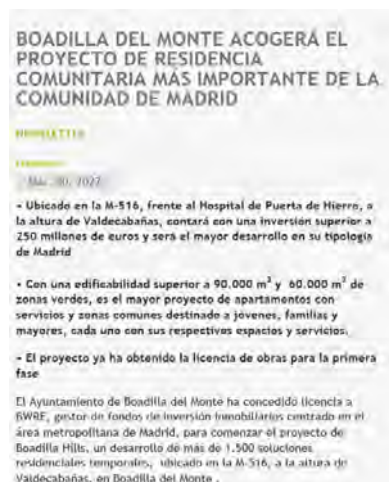 BOADILLA DEL MONTE ACOGERÁ EL
PROYECTO DE RESIDENCIA
COMUNITARIA MÁS IMPORTANTE DE LA
COMUNIDAD DE MADRID
NEWSLETTER
- Ubicado en la M-516, frente al Hospital de Puerta de Hierro, a
la altura de Valdecabañas, contará con una inversión superior a
250 millones de euros y será el mayor desarrollo en su tipología
de Madrid
- Con una edificabilidad superior a 90.000 m² y 60.000 m² de
zonas verdes, es el mayor proyecto de apartamentos con
servicios y zonas comunes destinado a jóvenes, familias y
mayores, cada uno con sus respectivos espacios y servicios.
- El proyecto ya ha obtenido la licencia de obras para la primera
fase
El Ayuntamiento de Boadilla del Monte ha concedido licencia a
BWRE, gestor de fondos de inversión inmobiliarios centrado en el
área metropolitana de Madrid, para comenzar el proyecto de
Boadilla Hills, un desarrollo de más de 1.500 soluciones
residenciales temporales, ubicado en la M-516, a la altura de
Valdecabañas, en Boadilla del Monte .